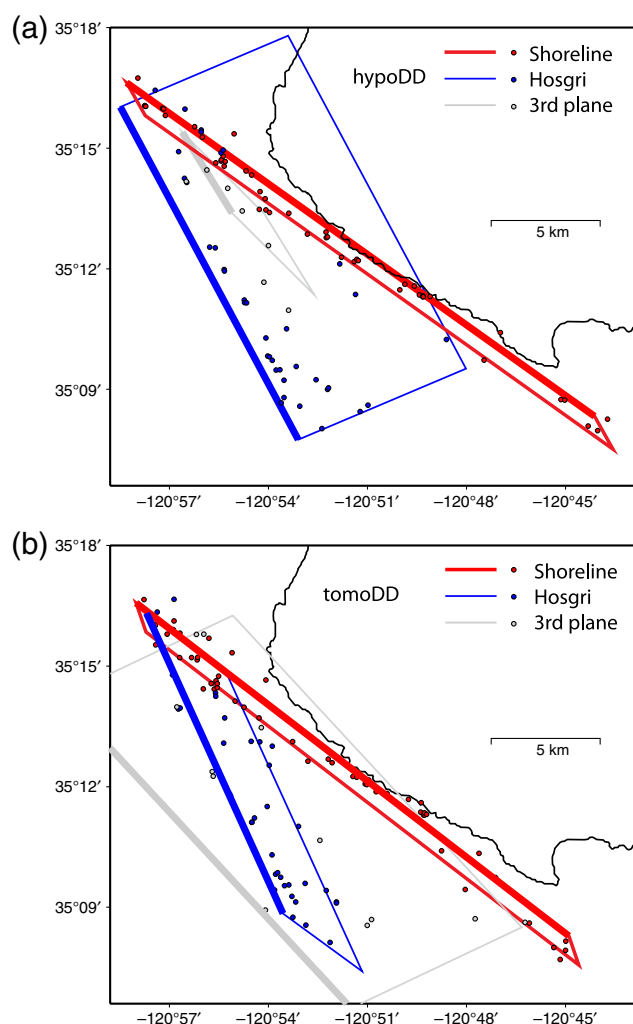 (a)
35°18′
35°15′
35°12′
35°09′
hypoDD
Shoreline
Hosgri
3rd plane
5 km
−120°57′ −120°54′ −120°51′ −120°48′ −120°45′
(b)
35°18′
35°15′
35°12′
35°09′
tomoDD
Shoreline
Hosgri
3rd plane
5 km
−120°57′ −120°54′ −120°51′ −120°48′ −120°45′